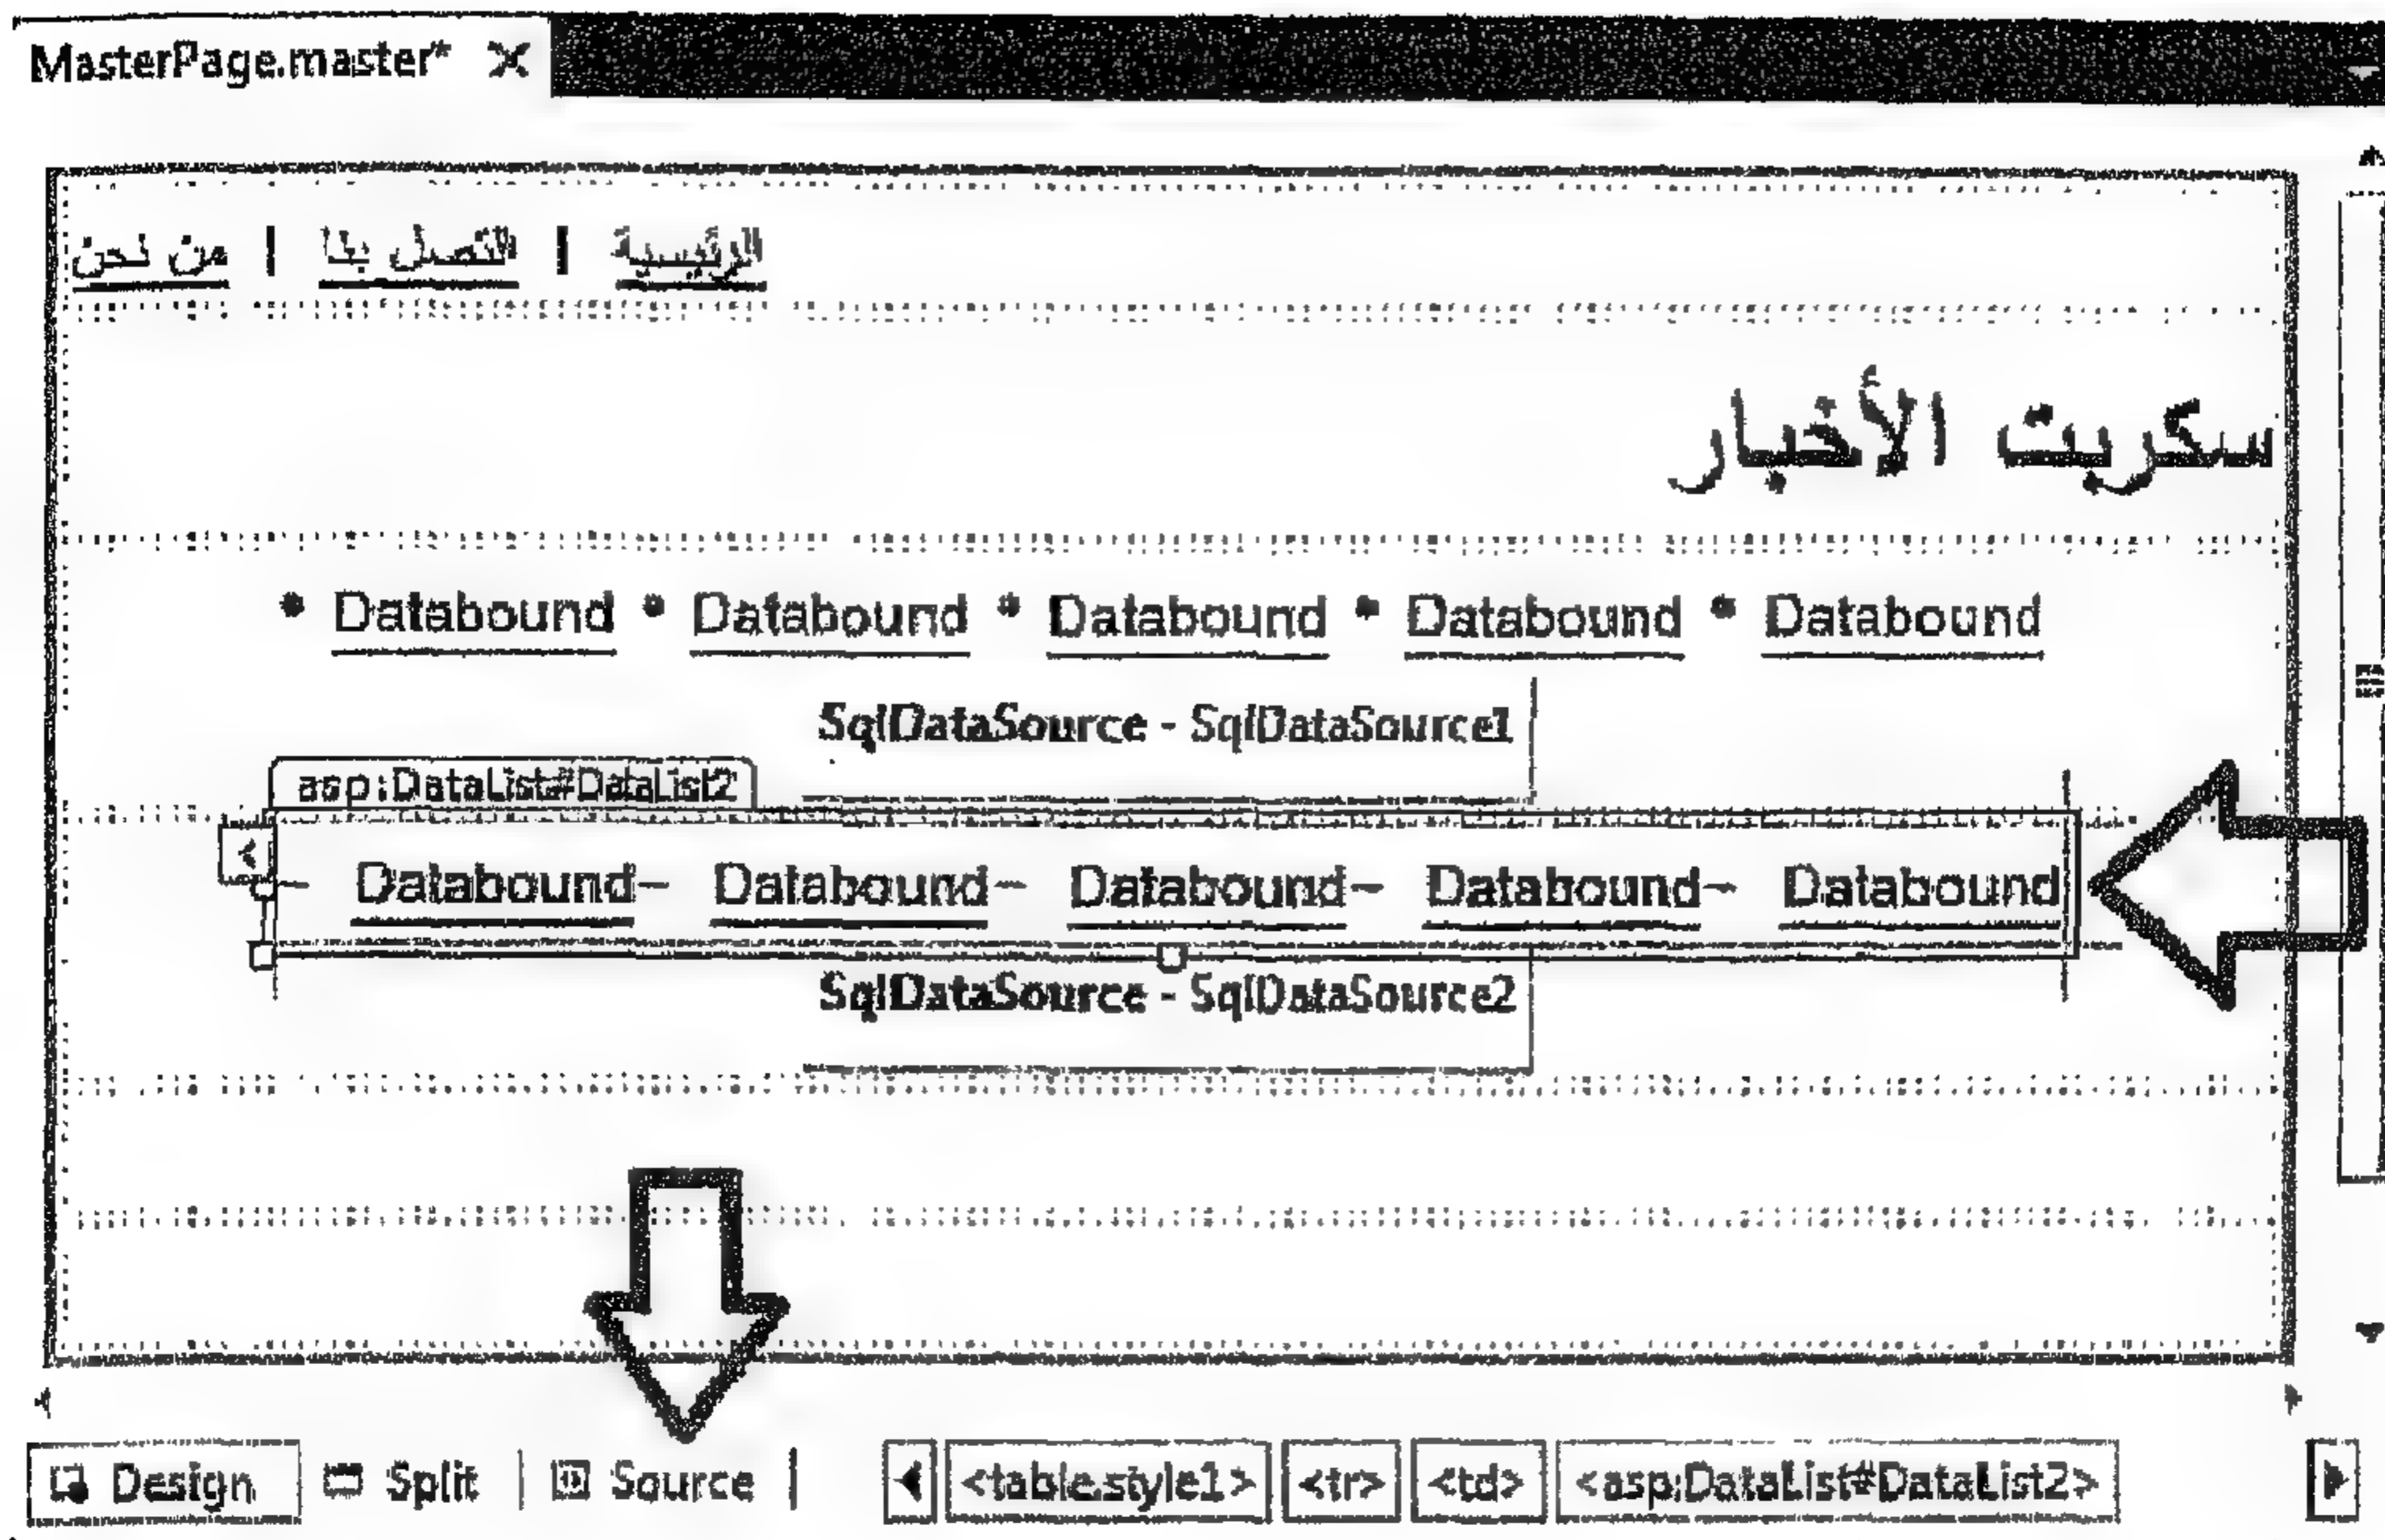 MasterPage.master*
الرئيسية | اتصل بنا | من نحن
سكربت الأخبار
* Databound * Databound * Databound * Databound * Databound
SqlDataSource - SqlDataSource1
asp:DataList#DataList2
- Databound- Databound- Databound- Databound- Databound
SqlDataSource - SqlDataSource2
Design Split | Source | <table.style1> <tr> <td> <asp:DataList#DataList2>